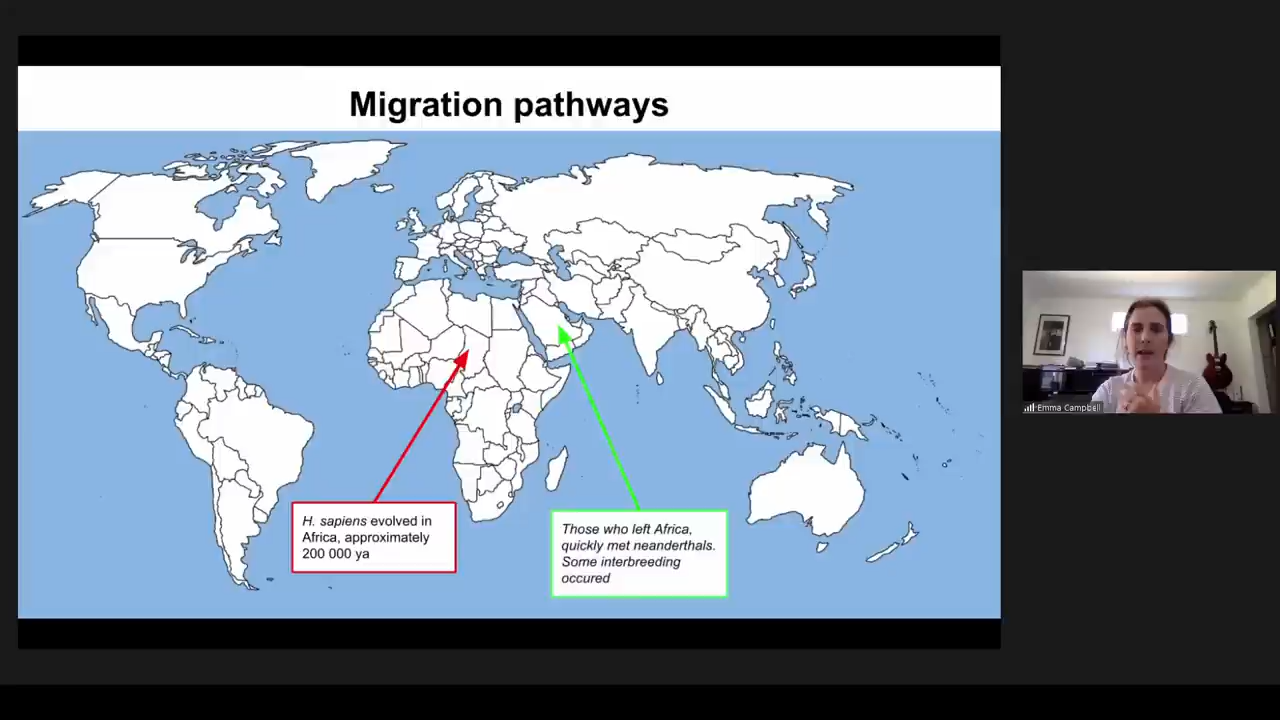 Migration pathways
H. sapiens evolved in
Africa, approximately
200 000 ya
Those who left Africa,
quickly met neanderthals.
Some interbreeding
occured
Emma Campbell